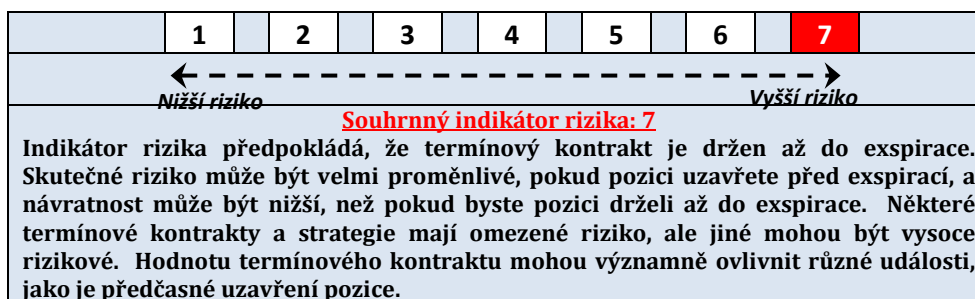 1 2 3 4 5 6 7
Nižší riziko Vyšší riziko
Souhrnný indikátor rizika: 7
Indikátor rizika předpokládá, že termínový kontrakt je držen až do exspirace.
Skutečné riziko může být velmi proměnlivé, pokud pozici uzavřete před exspirací, a
návratnost může být nižší, než pokud byste pozici drželi až do exspirace. Některé
termínové kontrakty a strategie mají omezené riziko, ale jiné mohou být vysoce
rizikové. Hodnotu termínového kontraktu mohou významně ovlivnit různé události,
jako je předčasné uzavření pozice.